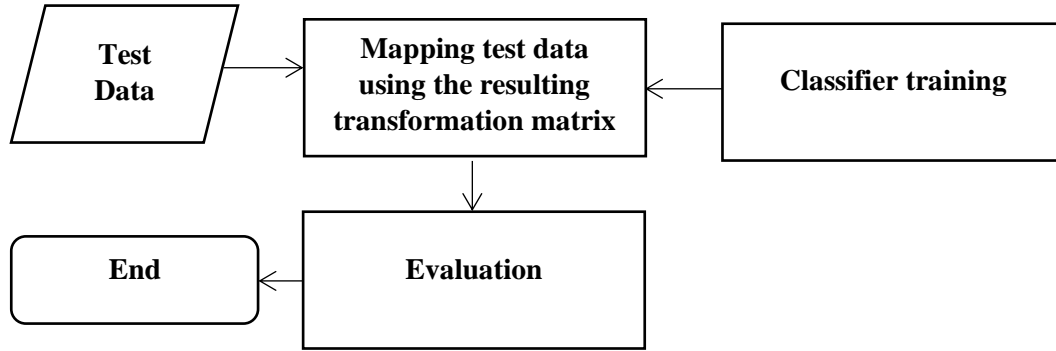 Test
Data
Mapping test data
using the resulting
transformation matrix
Classifier training
End
Evaluation